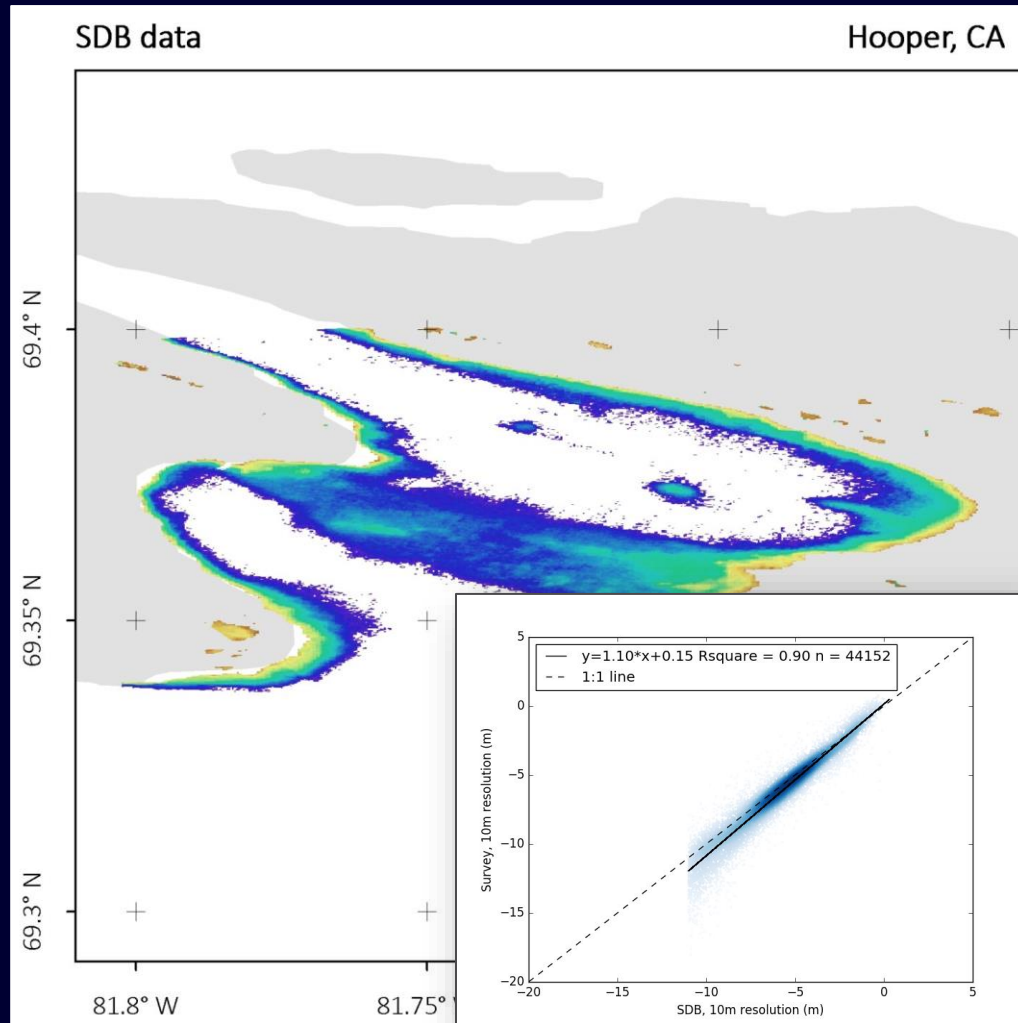 SDB data
Hooper, CA
69.4° N
69.35° N
69.3° N
81.8° W
81.75°
y=1.10*x+0.15 Rsquare = 0.90 n = 44152
1:1 line
5
0
−5
−10
−15
−20
Survey, 10m resolution (m)
−20
−15
−10
−5
0
5
SDB, 10m resolution (m)